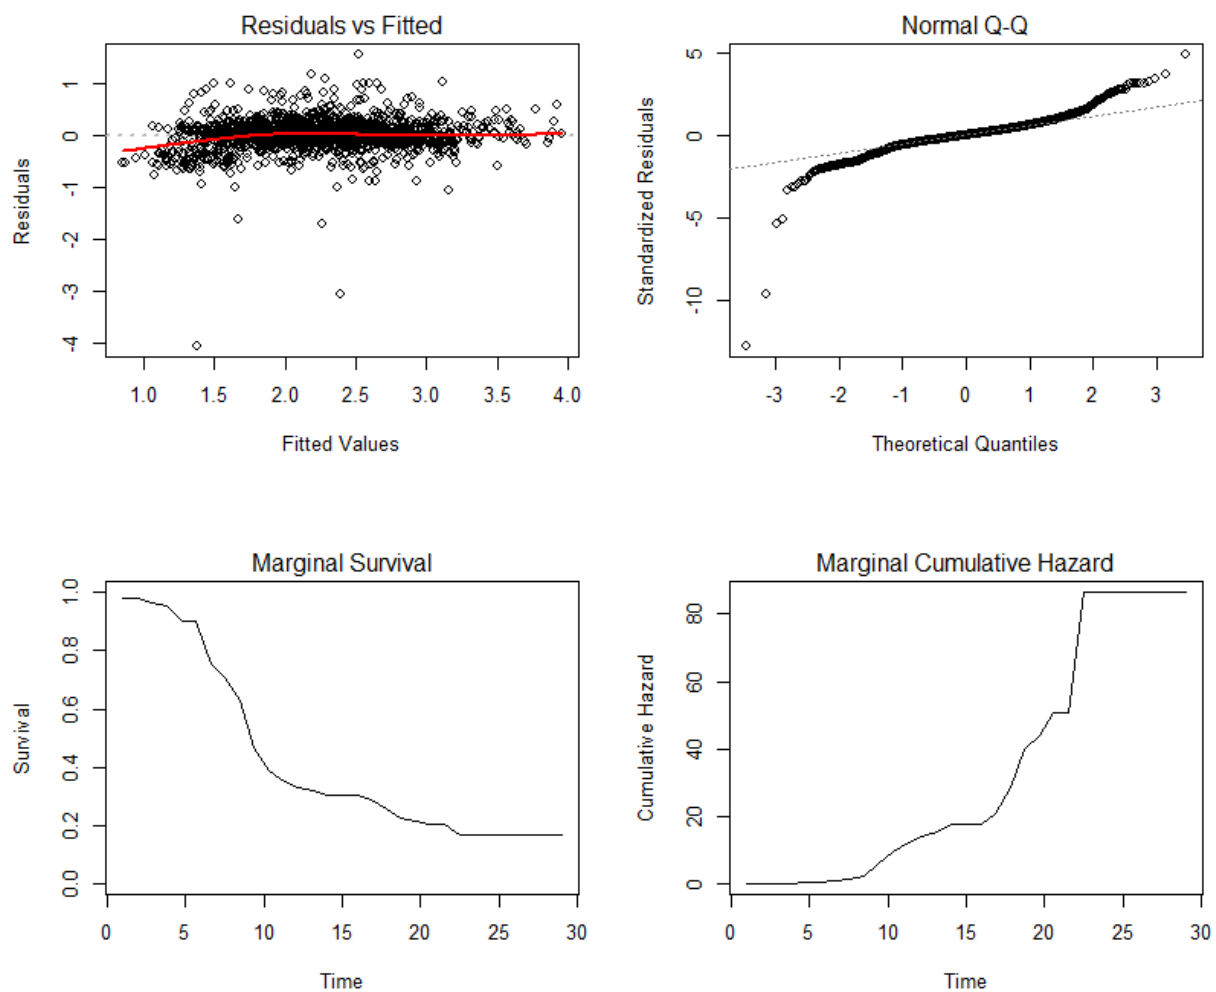 Residuals vs Fitted
Residuals
1
0
-1
-2
-3
-4
1.0 1.5 2.0 2.5 3.0 3.5 4.0
Fitted Values
Normal Q-Q
Standardized Residuals
5
0
-5
-10
-3 -2 -1 0 1 2 3
Theoretical Quantiles
Marginal Survival
Survival
1.0
0.8
0.6
0.4
0.2
0.0
0 5 10 15 20 25 30
Time
Marginal Cumulative Hazard
Cumulative Hazard
80
60
40
20
0
0 5 10 15 20 25 30
Time